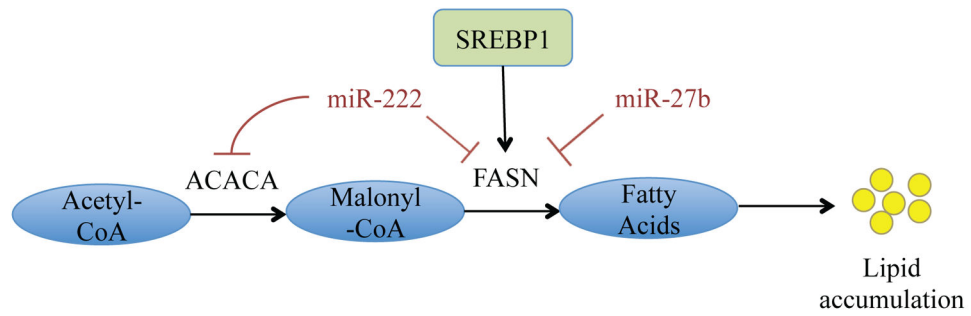 SREBP1
miR-222
miR-27b
ACACA
FASN
Acetyl-
CoA
Malonyl
-CoA
Fatty
Acids
Lipid
accumulation